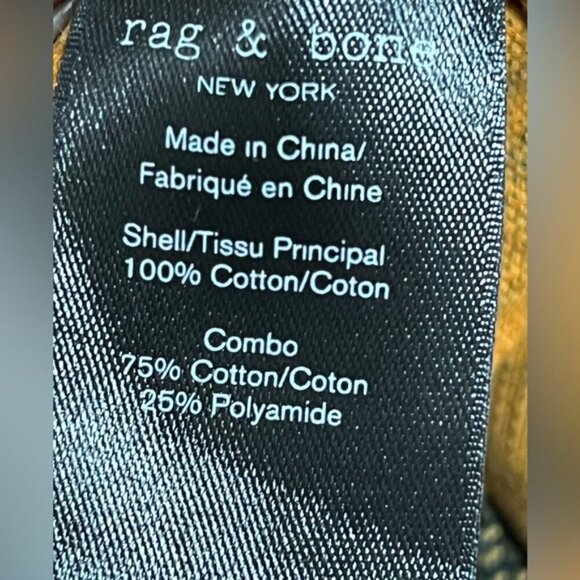 rag & bone
NEW YORK
Made in China/
Fabriqué en Chine
Shell/Tissu Principal
100% Cotton/Coton
Combo
75% Cotton/Coton
25% Polyamide